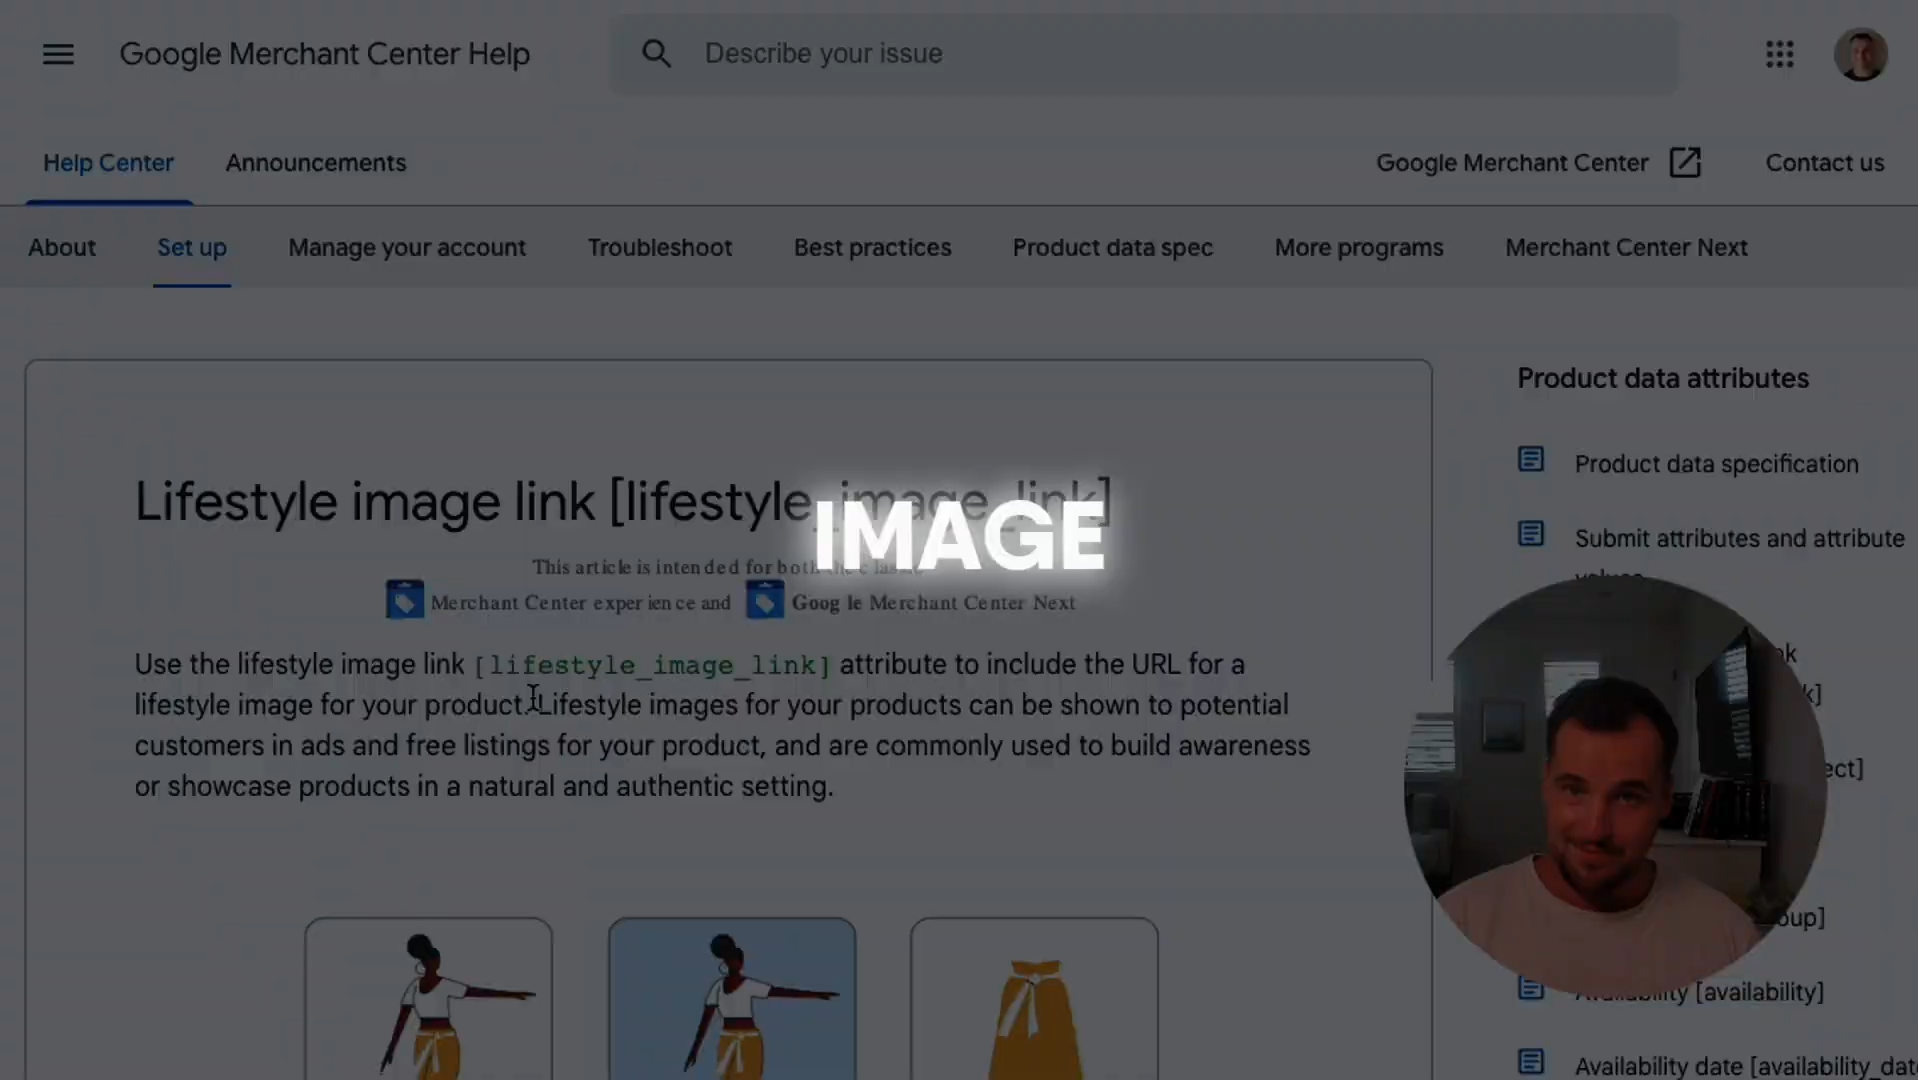 Google Merchant Center Help
Describe your issue
Help Center
Announcements
Google Merchant Center
Contact us
About
Set up
Manage your account
Troubleshoot
Best practices
Product data spec
More programs
Merchant Center Next
Product data attributes
Product data specification
Submit attributes and attribute
values
Lifestyle image link [lifestyle_image_link]
IMAGE
This article is intended for both the classic
Merchant Center experience and Google Merchant Center Next
Use the lifestyle image link [lifestyle_image_link] attribute to include the URL for a
lifestyle image for your product. Lifestyle images for your products can be shown to potential
customers in ads and free listings for your product, and are commonly used to build awareness
or showcase products in a natural and authentic setting.
Availability [availability]
Availability date [availability_date